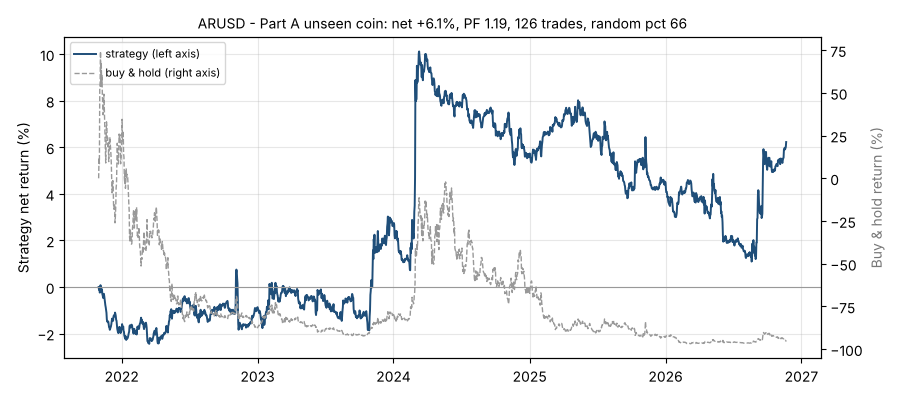 ARUSD - Part A unseen coin: net +6.1%, PF 1.19, 126 trades, random pct 66
strategy (left axis)
buy & hold (right axis)
Strategy net return (%)
10
8
6
4
2
0
−2
75
50
25
0
−25
−50
−75
−100
Buy & hold return (%)
2022 2023 2024 2025 2026 2027